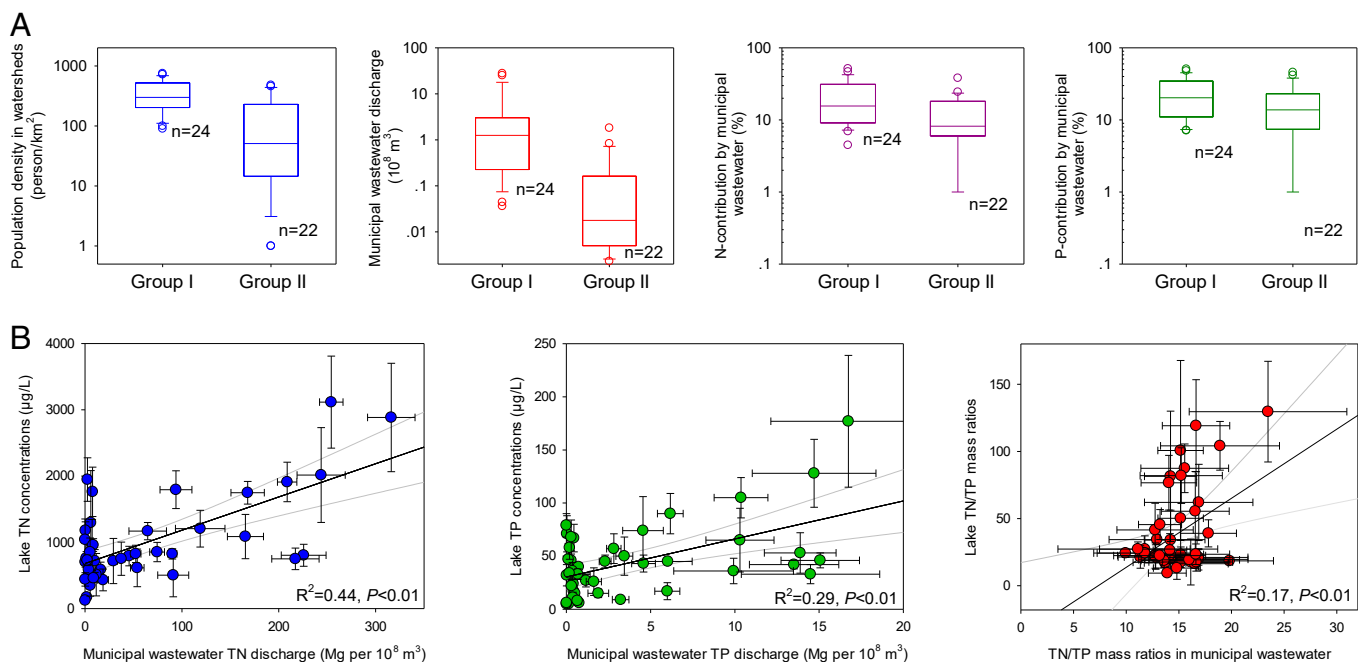 A
Population density in watersheds
(person/km²)
1000
100
10
1
n=24
n=22
Group I
Group II
Municipal wastewater discharge
(10⁸ m³)
100
10
1
.1
.01
n=24
n=22
Group I
Group II
N-contribution by municipal
wastewater (%)
100
10
1
.1
n=24
n=22
Group I
Group II
P-contribution by municipal
wastewater (%)
100
10
1
.1
n=24
n=22
Group I
Group II
B
Lake TN concentrations (µg/L)
4000
3000
2000
1000
0
0
100
200
300
R²=0.44, P<0.01
Municipal wastewater TN discharge (Mg per 10⁸ m³)
Lake TP concentrations (µg/L)
250
200
150
100
50
0
0
5
10
15
20
R²=0.29, P<0.01
Municipal wastewater TP discharge (Mg per 10⁸ m³)
Lake TN/TP mass ratios
150
100
50
0
0
5
10
15
20
25
30
R²=0.17, P<0.01
TN/TP mass ratios in municipal wastewater